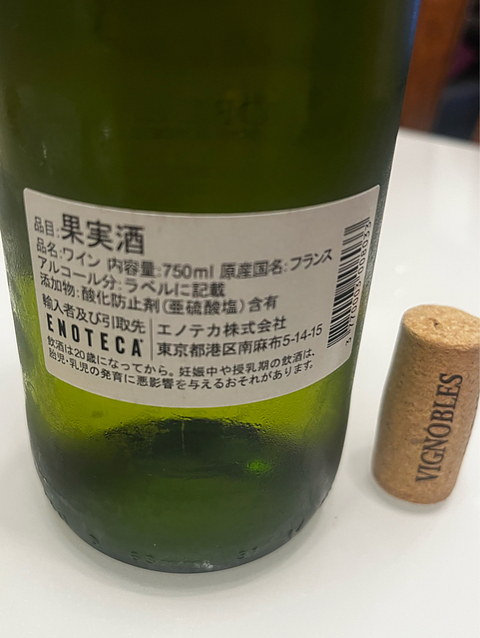 品目:果実酒
品名:ワイン 内容量:750ml 原産国名:フランス
アルコール分:ラベルに記載
添加物:酸化防止剤(亜硫酸塩)含有
輸入者及び引取先
ENOTECA
エノテカ株式会社
東京都港区南麻布5-14-15
飲酒は20歳になってから。妊娠中や授乳期の飲酒は、
胎児・乳児の発育に悪影響を与えるおそれがあります。
VIGNOBLES